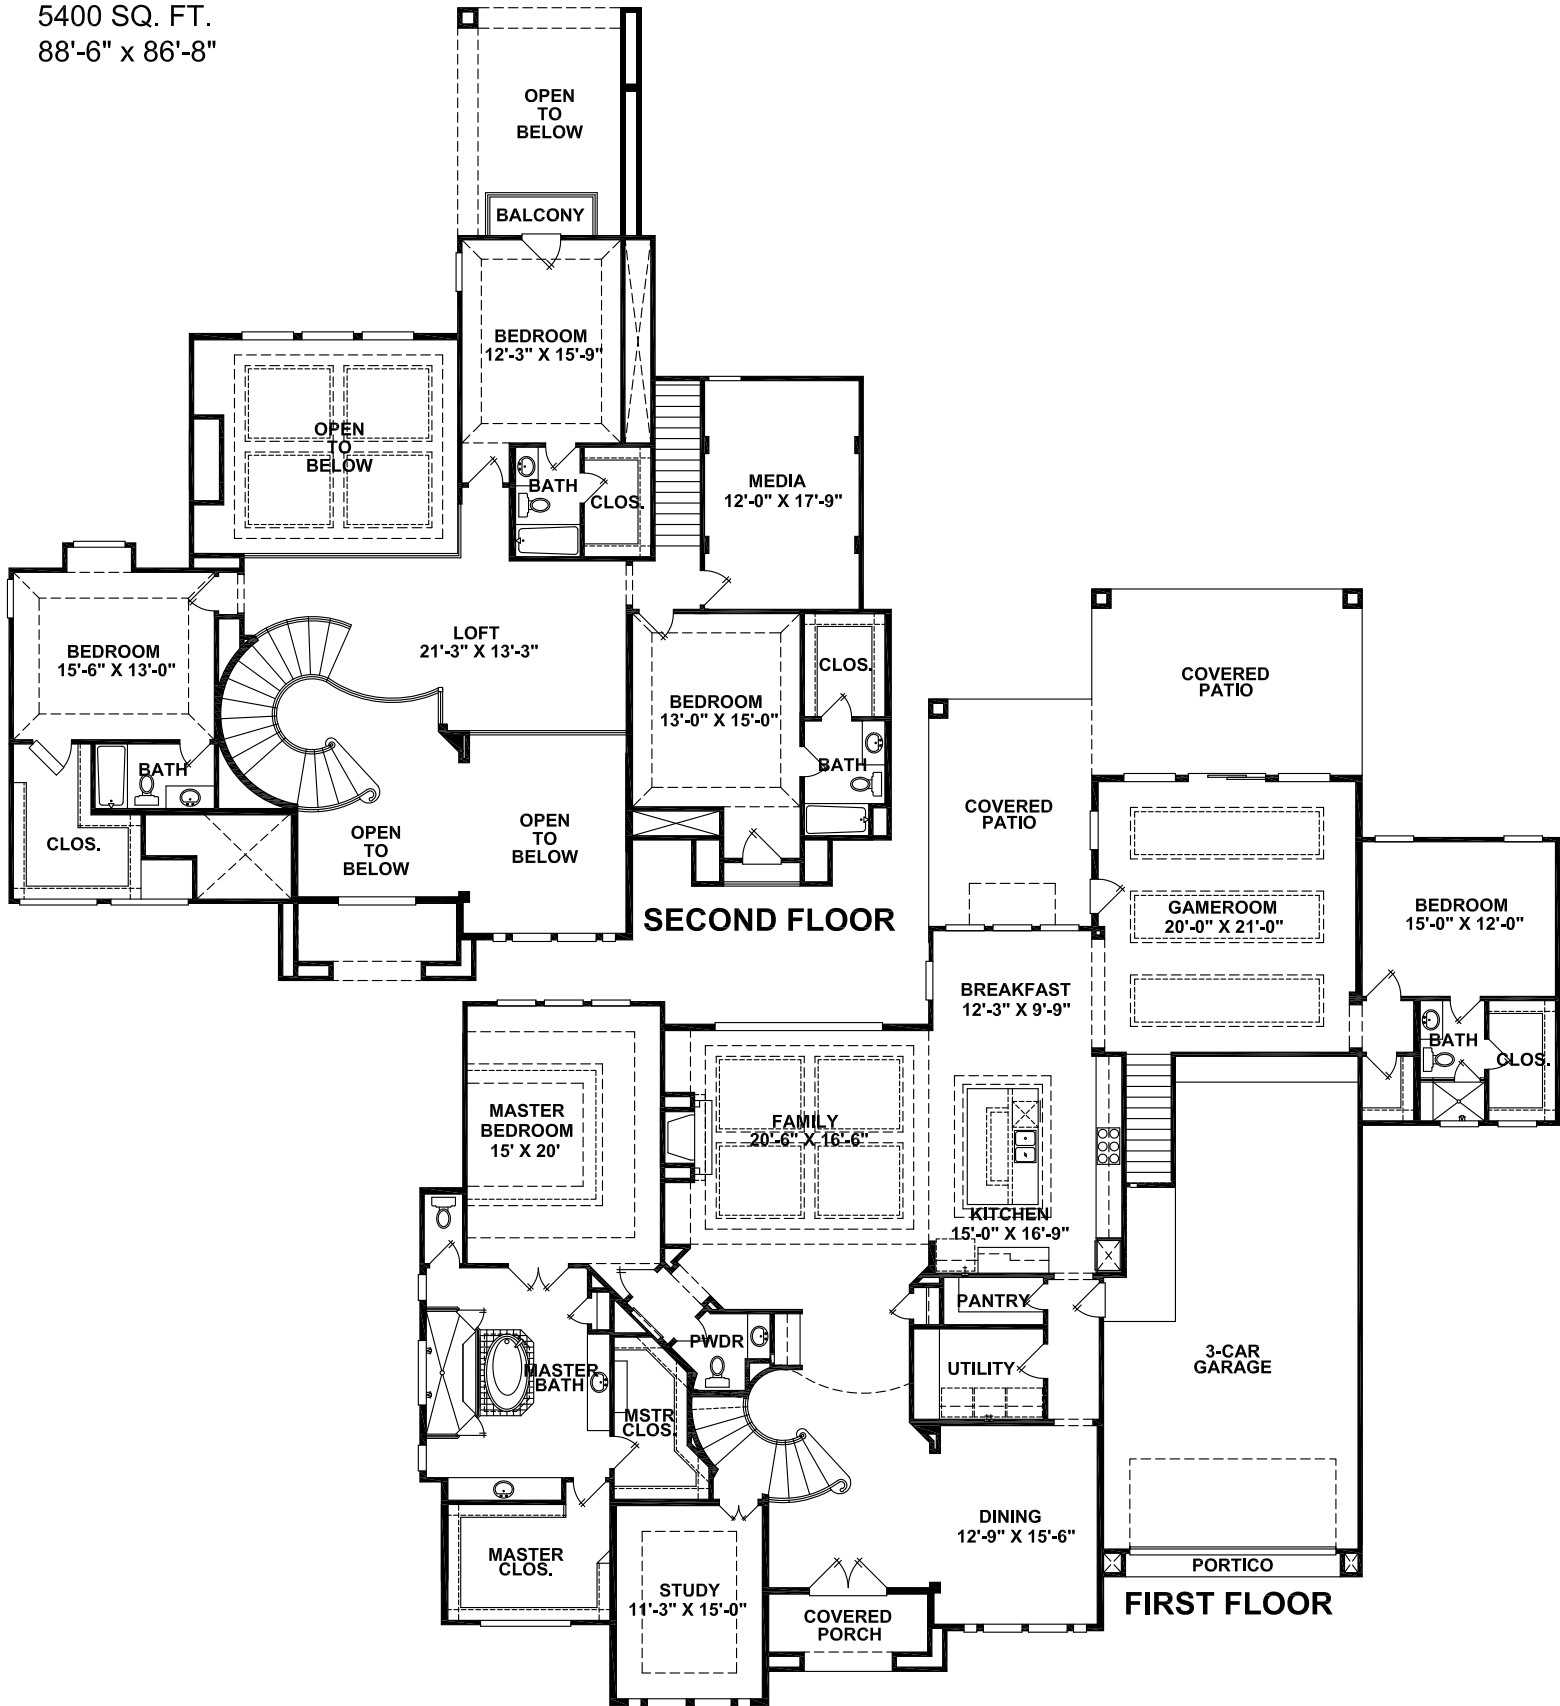 5400 SQ. FT.
88'-6" x 86'-8"
OPEN
TO
BELOW
BALCONY
BEDROOM
12'-3" X 15'-9"
OPEN
TO
BELOW
BATH
CLOS.
MEDIA
12'-0" X 17'-9"
BEDROOM
15'-6" X 13'-0"
LOFT
21'-3" X 13'-3"
CLOS.
BEDROOM
13'-0" X 15'-0"
BATH
BATH
CLOS.
OPEN
TO
BELOW
OPEN
TO
BELOW
SECOND FLOOR
COVERED
PATIO
COVERED
PATIO
GAMEROOM
20'-0" X 21'-0"
BEDROOM
15'-0" X 12'-0"
BREAKFAST
12'-3" X 9'-9"
BATH
CLOS.
MASTER
BEDROOM
15' X 20'
FAMILY
20'-6" X 16'-6"
KITCHEN
15'-0" X 16'-9"
PANTRY
PWDR
UTILITY
3-CAR
GARAGE
MASTER
BATH
MSTR
CLOS.
DINING
12'-9" X 15'-6"
MASTER
CLOS.
STUDY
11'-3" X 15'-0"
COVERED
PORCH
PORTICO
FIRST FLOOR